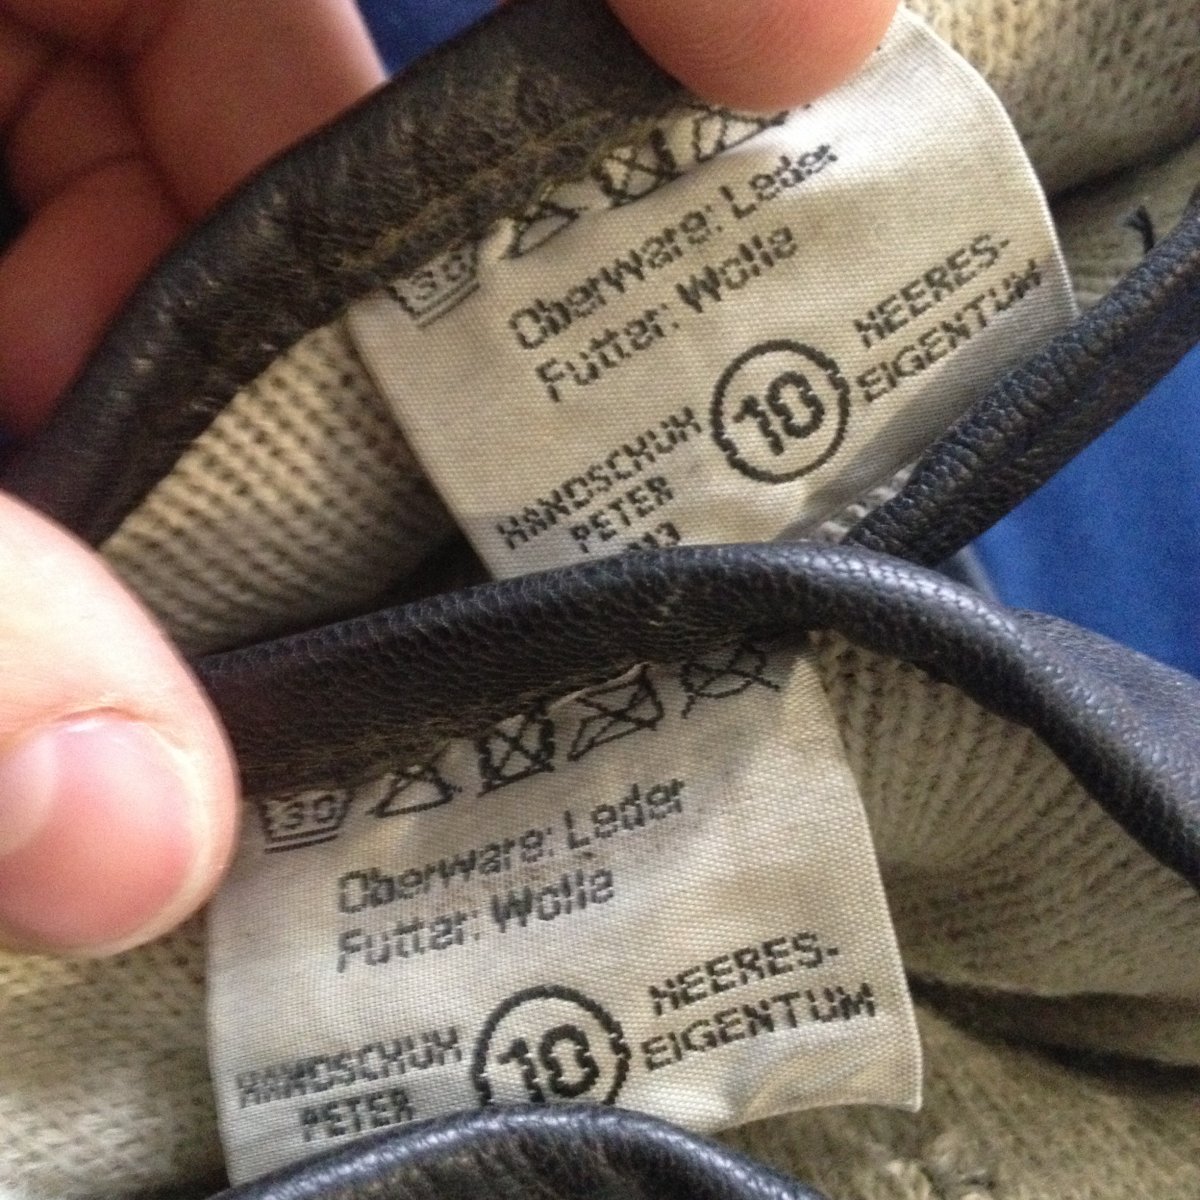 30
Oberware: Leder
Futter: Wolle
HEERES-
EIGENTUM
10
HANDSCHUH
PETER
30
Oberware: Leder
Futter: Wolle
HEERES-
EIGENTUM
10
HANDSCHUH
PETER